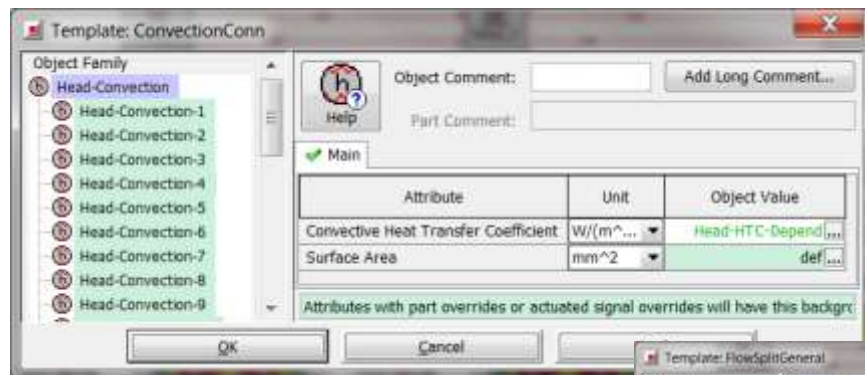 Template: ConvectionConn
Object Family
Head-Convection
Head-Convection-1
Head-Convection-2
Head-Convection-3
Head-Convection-4
Head-Convection-5
Head-Convection-6
Head-Convection-7
Head-Convection-8
Head-Convection-9
h
?
Help
Object Comment:
Add Long Comment...
Part Comment:
Main
Attribute Unit Object Value
Convective Heat Transfer Coefficient W/(m^... Head-HTC-Depend ...
Surface Area mm^2 def ...
Attributes with part overrides or actuated signal overrides will have this backgr
OK Cancel
Template: FlowSplitGeneral